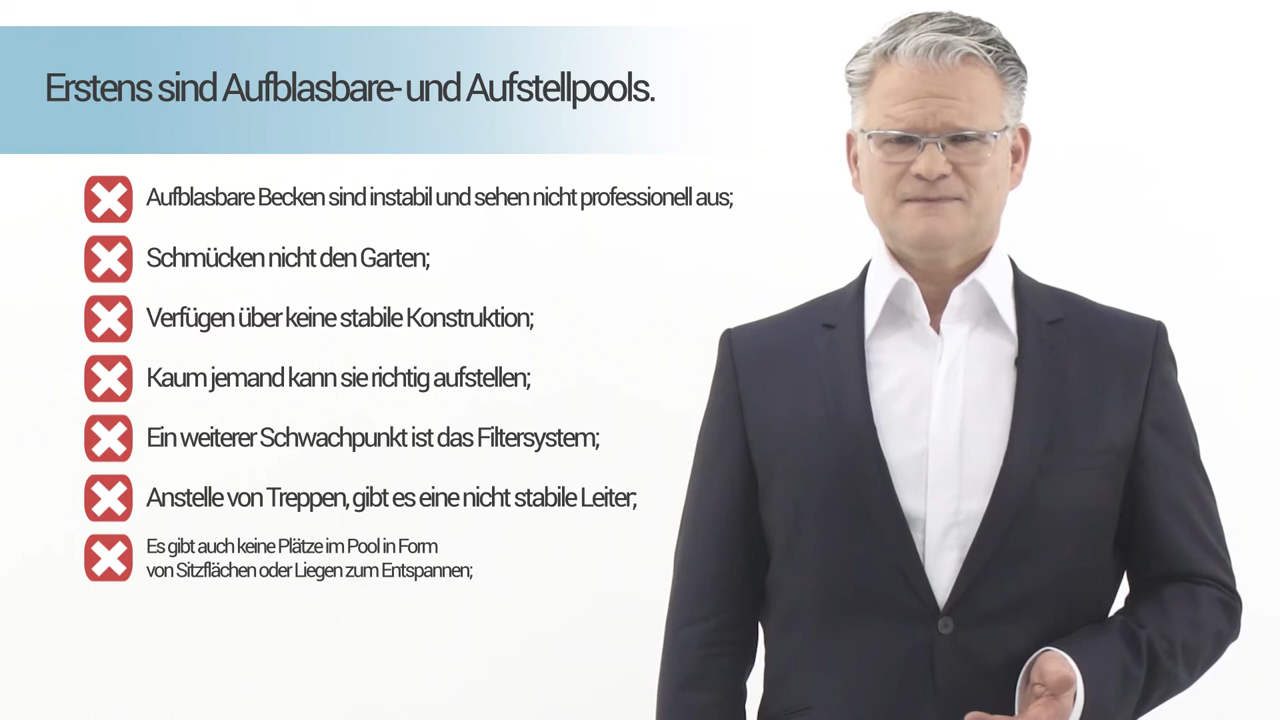 Erstens sind Aufblasbare- und Aufstellpools.
Aufblasbare Becken sind instabil und sehen nicht professionell aus;
Schmücken nicht den Garten;
Verfügen über keine stabile Konstruktion;
Kaum jemand kann sie richtig aufstellen;
Ein weiterer Schwachpunkt ist das Filtersystem;
Anstelle von Treppen, gibt es eine nicht stabile Leiter;
Es gibt auch keine Plätze im Pool in Form
von Sitzflächen oder Liegen zum Entspannen;